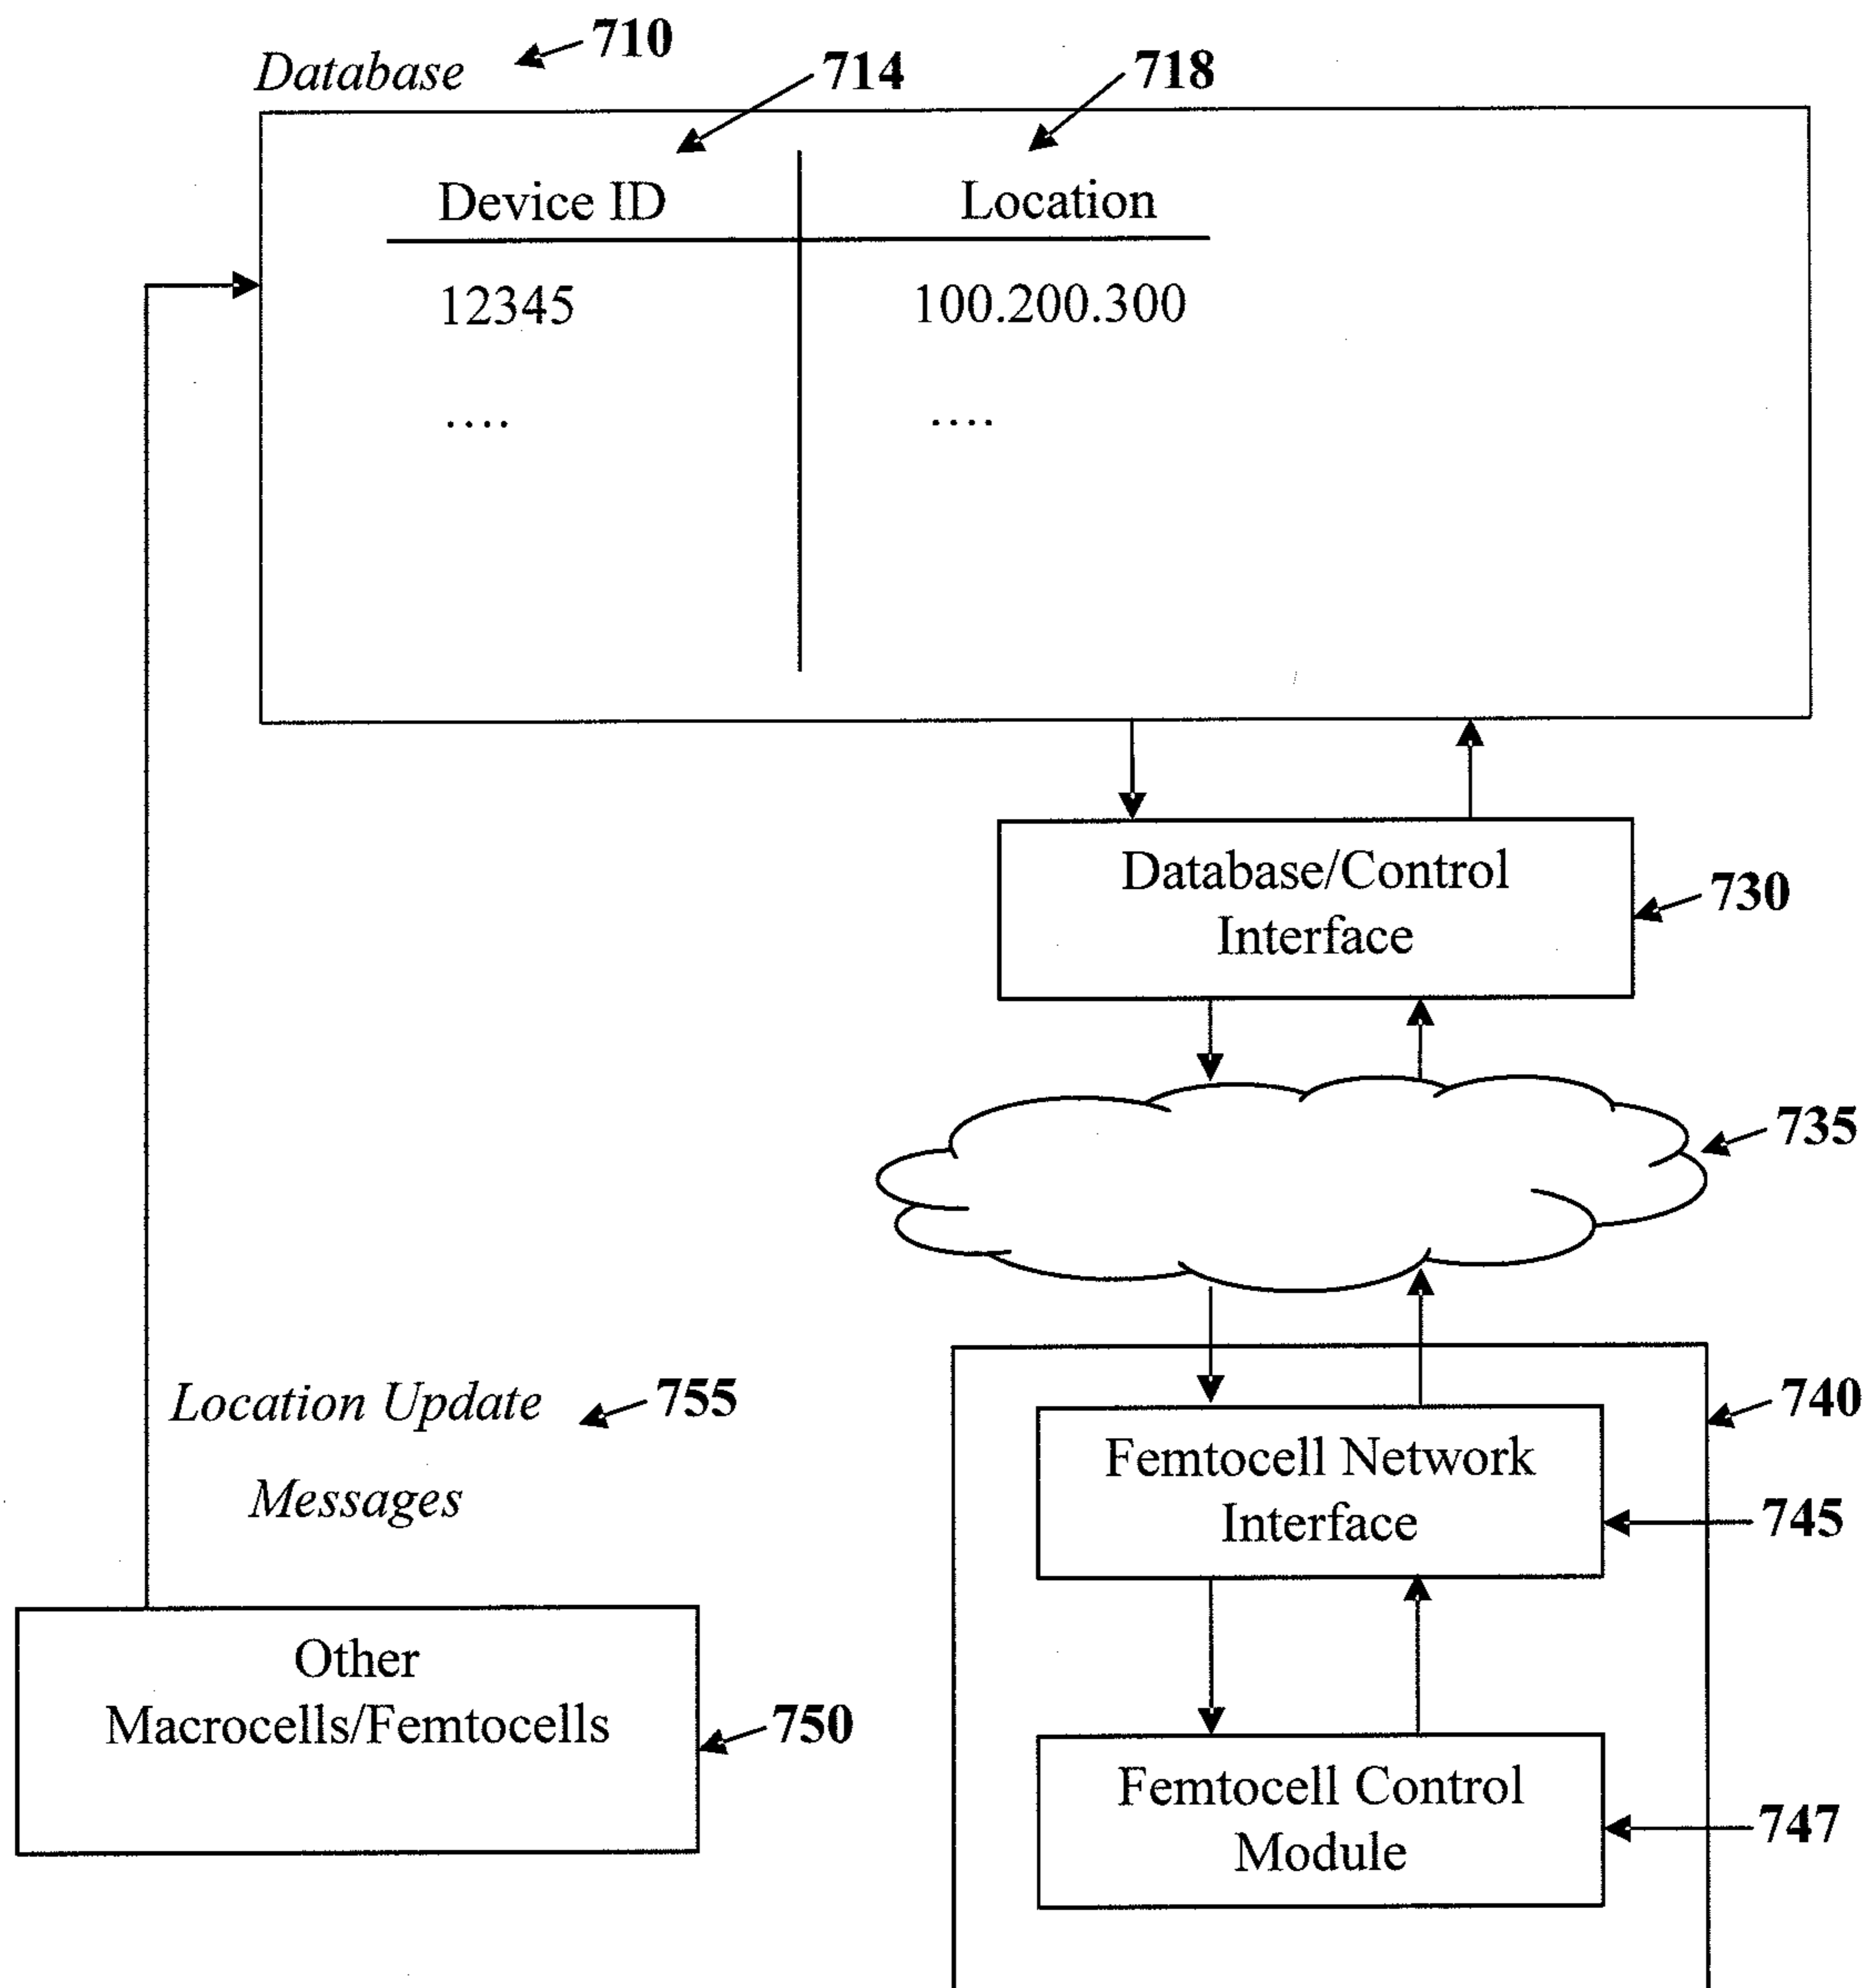 710
Database
714
718
Device ID
Location
12345
100.200.300
....
....
Database/Control
Interface
730
735
Location Update
Messages
755
740
Femtocell Network
Interface
745
Other
Macrocells/Femtocells
750
Femtocell Control
Module
747